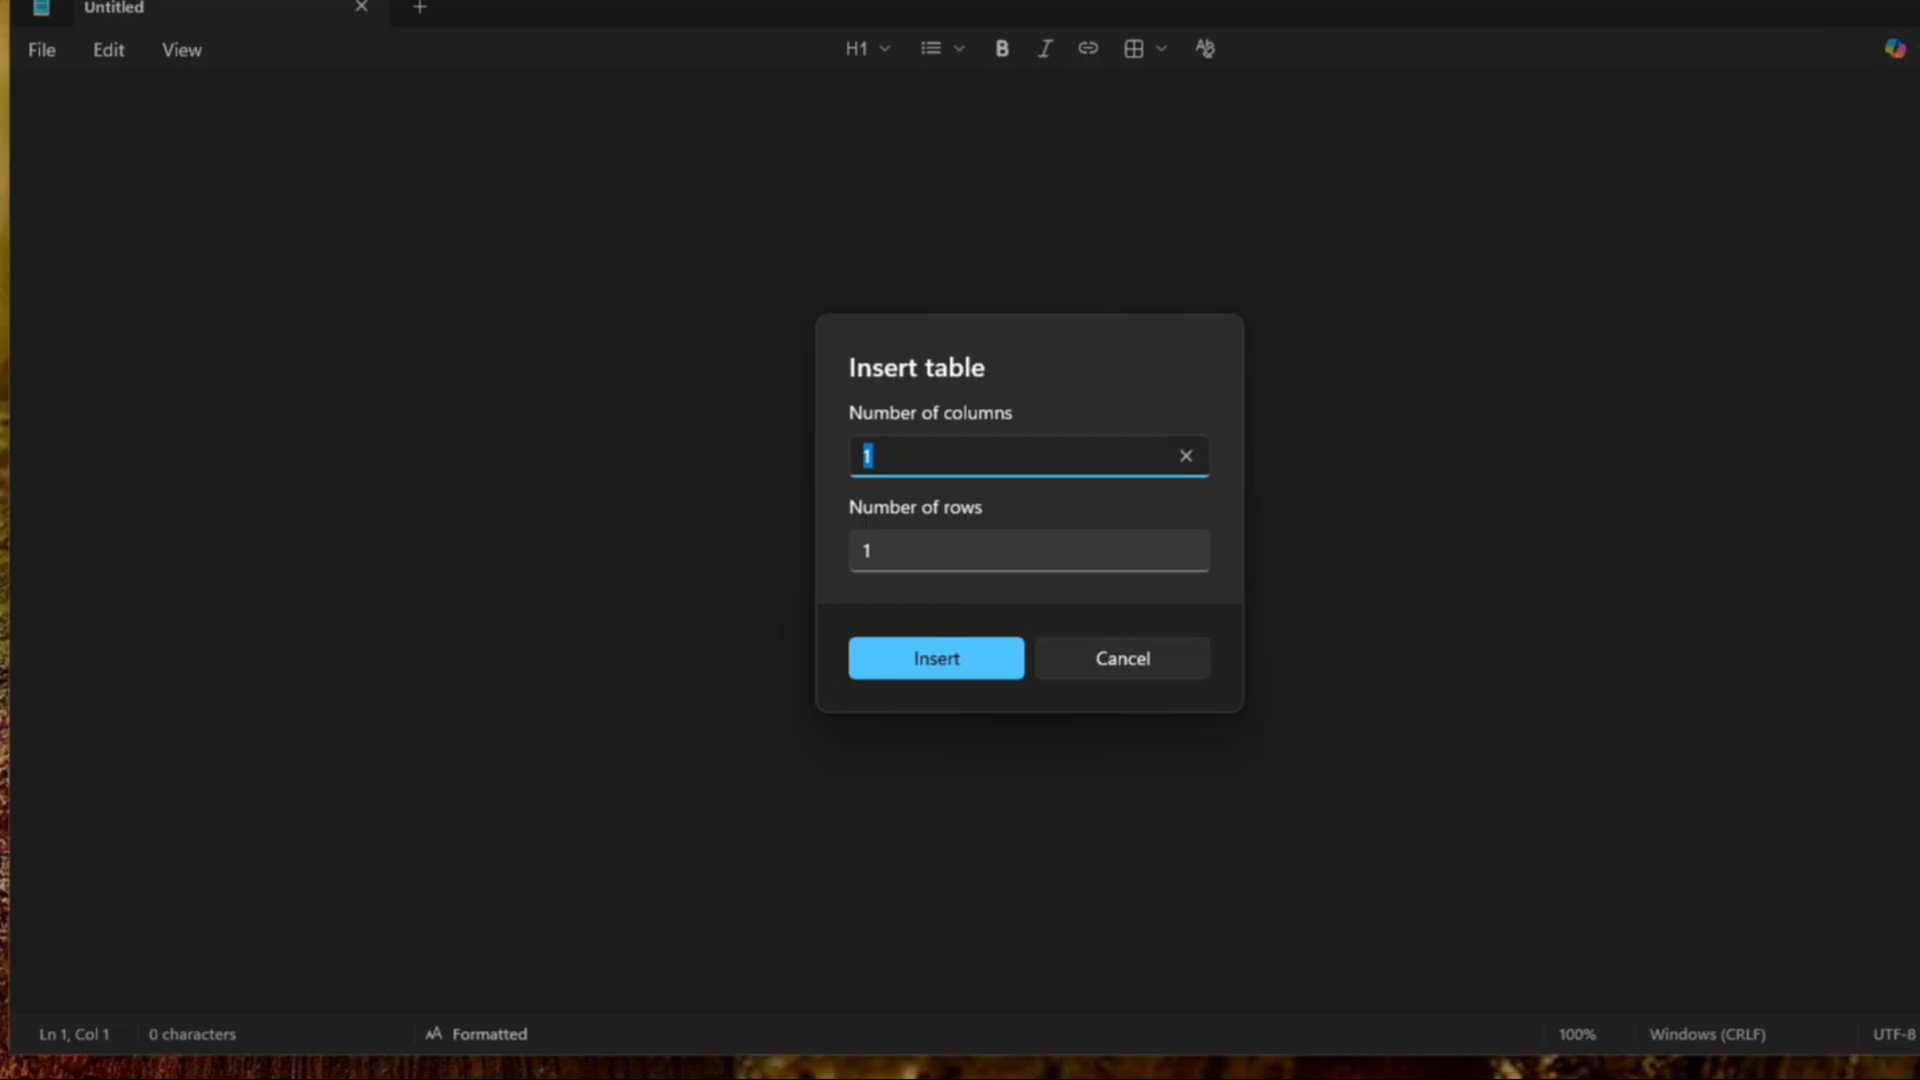 Untitled
File Edit View H1 B I
Insert table
Number of columns
1
Number of rows
1
Insert Cancel
Ln 1, Col 1 0 characters Formatted 100% Windows (CRLF) UTF-8